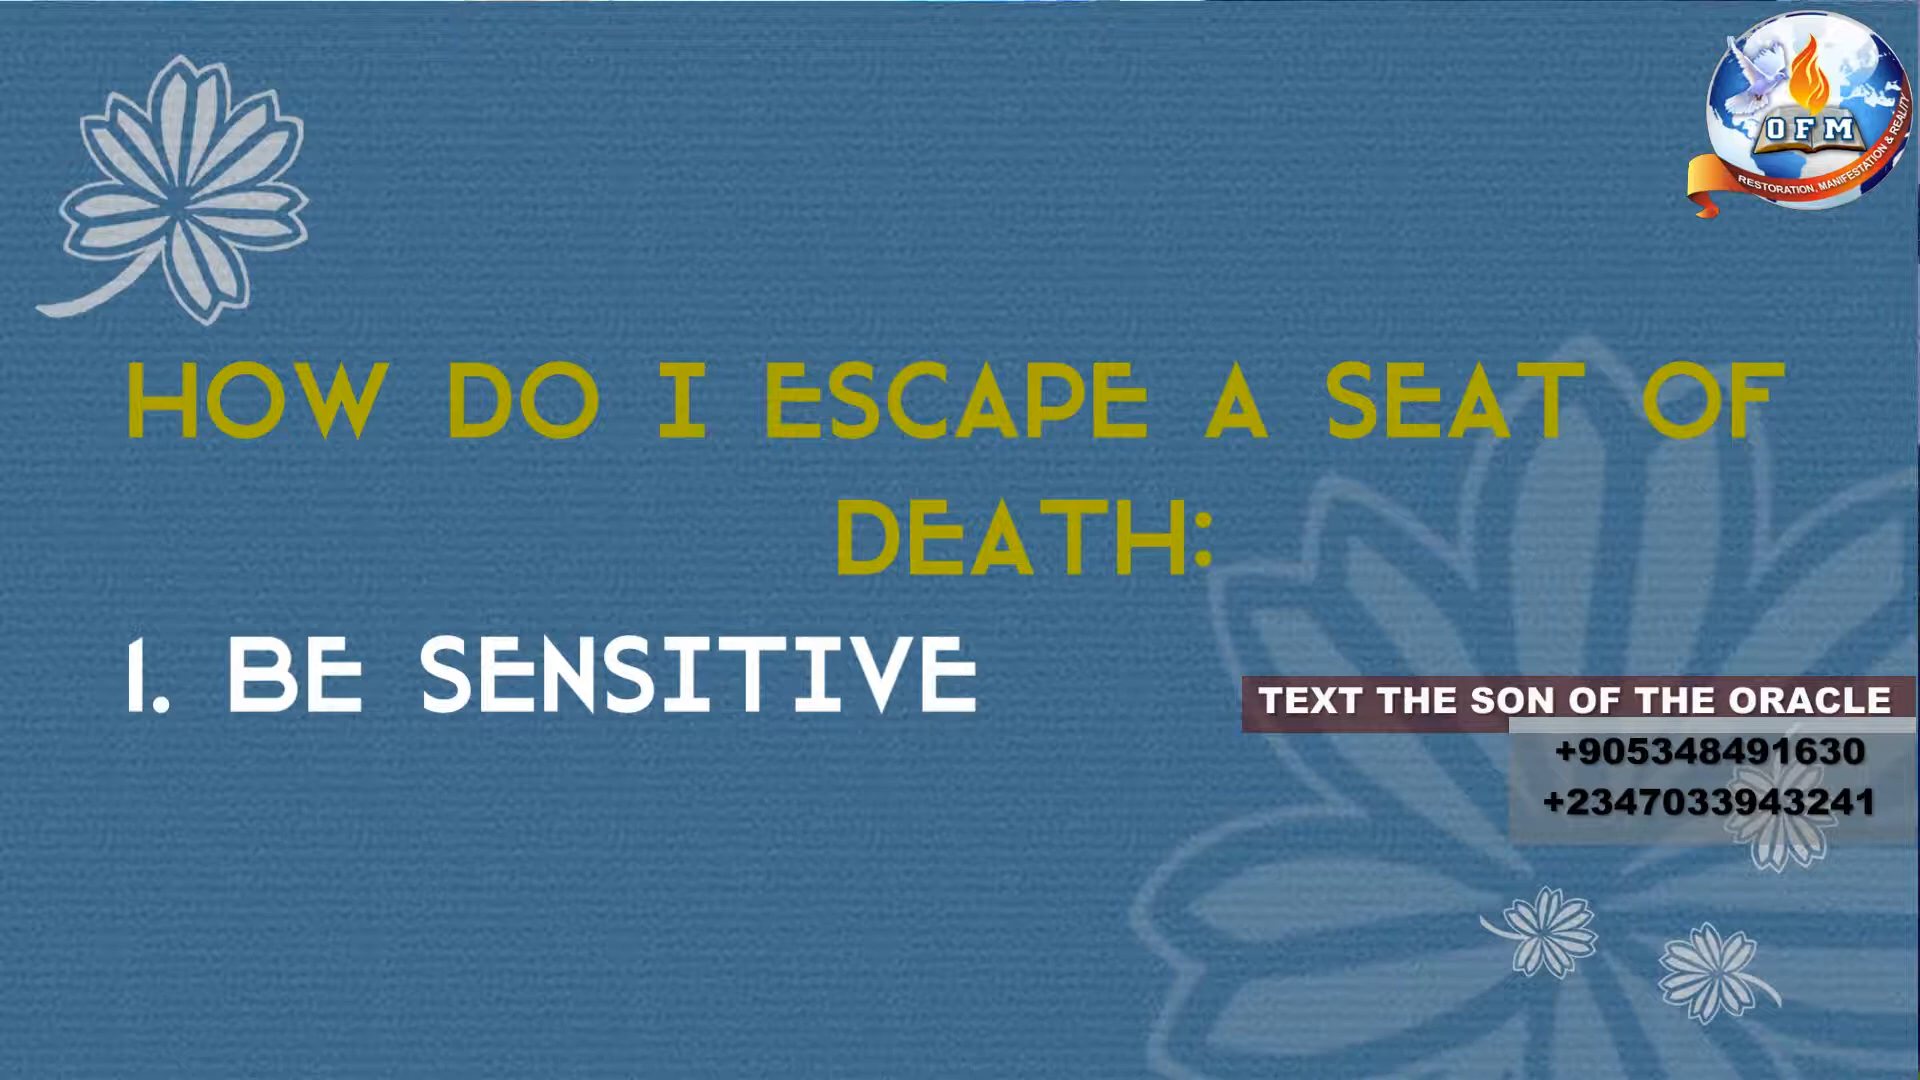 OFM
RESTORATION, MANIFESTATION & REALITY
HOW DO I ESCAPE A SEAT OF
DEATH:
1. BE SENSITIVE
TEXT THE SON OF THE ORACLE
+905348491630
+2347033943241